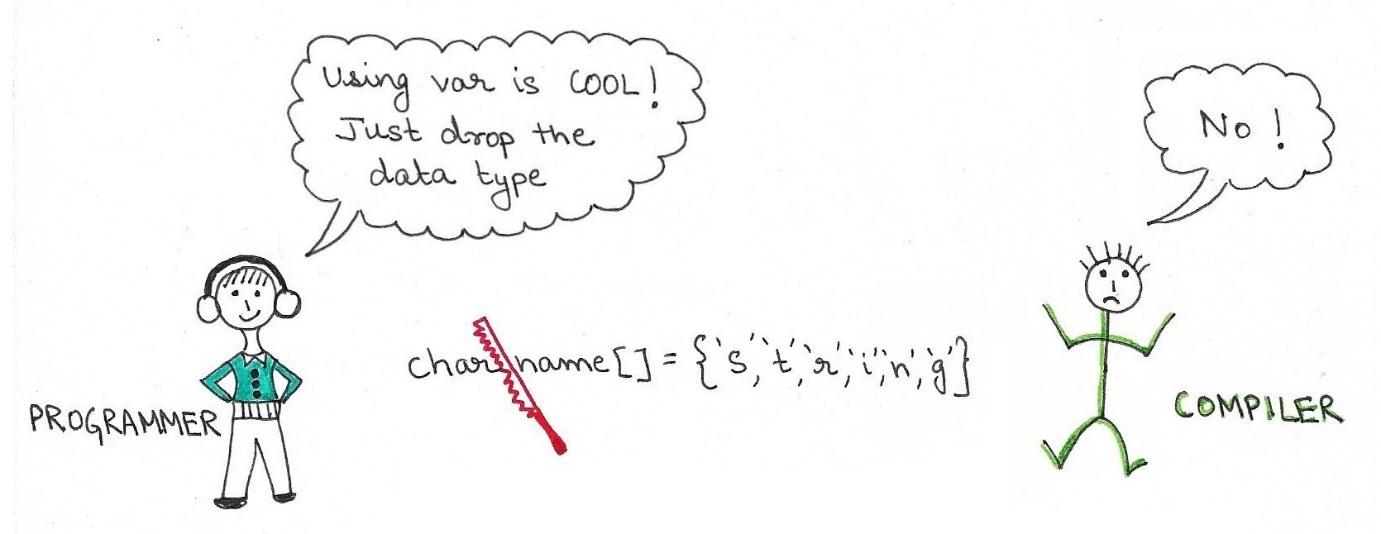 Using var is COOL!
Just drop the
data type
No!
char name[] = {'s','t','r','i','n','g'}
PROGRAMMER
COMPILER